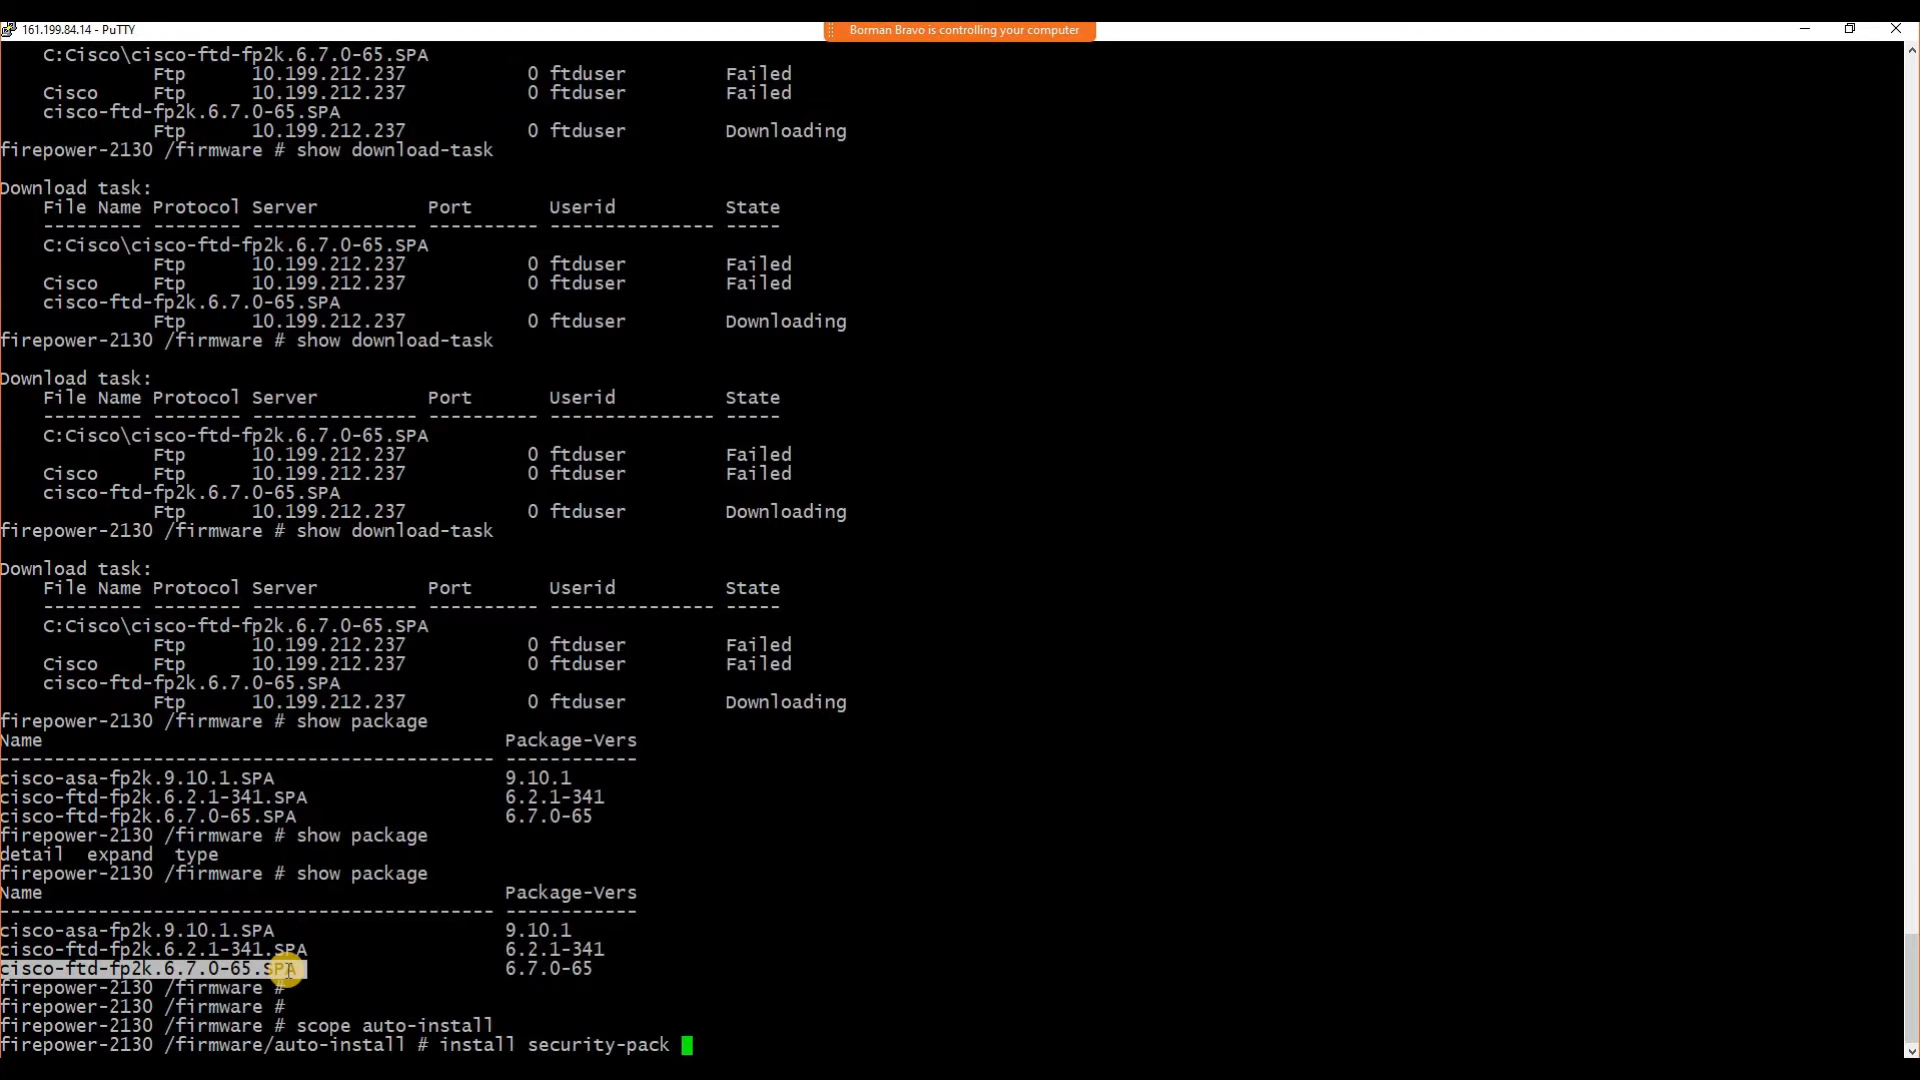 161.199.84.14 - PuTTY
Borman Bravo is controlling your computer
C:Cisco\cisco-ftd-fp2k.6.7.0-65.SPA
Ftp 10.199.212.237 0 ftduser Failed
Cisco Ftp 10.199.212.237 0 ftduser Failed
cisco-ftd-fp2k.6.7.0-65.SPA
Ftp 10.199.212.237 0 ftduser Downloading
firepower-2130 /firmware # show download-task
Download task:
File Name Protocol Server Port Userid State
--------- -------- --------------- ---------- --------------- -----
C:Cisco\cisco-ftd-fp2k.6.7.0-65.SPA
Ftp 10.199.212.237 0 ftduser Failed
Cisco Ftp 10.199.212.237 0 ftduser Failed
cisco-ftd-fp2k.6.7.0-65.SPA
Ftp 10.199.212.237 0 ftduser Downloading
firepower-2130 /firmware # show download-task
Download task:
File Name Protocol Server Port Userid State
--------- -------- --------------- ---------- --------------- -----
C:Cisco\cisco-ftd-fp2k.6.7.0-65.SPA
Ftp 10.199.212.237 0 ftduser Failed
Cisco Ftp 10.199.212.237 0 ftduser Failed
cisco-ftd-fp2k.6.7.0-65.SPA
Ftp 10.199.212.237 0 ftduser Downloading
firepower-2130 /firmware # show download-task
Download task:
File Name Protocol Server Port Userid State
--------- -------- --------------- ---------- --------------- -----
C:Cisco\cisco-ftd-fp2k.6.7.0-65.SPA
Ftp 10.199.212.237 0 ftduser Failed
Cisco Ftp 10.199.212.237 0 ftduser Failed
cisco-ftd-fp2k.6.7.0-65.SPA
Ftp 10.199.212.237 0 ftduser Downloading
firepower-2130 /firmware # show package
Name Package-Vers
--------------------------------------------- ------------
cisco-asa-fp2k.9.10.1.SPA 9.10.1
cisco-ftd-fp2k.6.2.1-341.SPA 6.2.1-341
cisco-ftd-fp2k.6.7.0-65.SPA 6.7.0-65
firepower-2130 /firmware # show package
detail expand type
firepower-2130 /firmware # show package
Name Package-Vers
--------------------------------------------- ------------
cisco-asa-fp2k.9.10.1.SPA 9.10.1
cisco-ftd-fp2k.6.2.1-341.SPA 6.2.1-341
cisco-ftd-fp2k.6.7.0-65.SPA 6.7.0-65
firepower-2130 /firmware #
firepower-2130 /firmware #
firepower-2130 /firmware # scope auto-install
firepower-2130 /firmware/auto-install # install security-pack